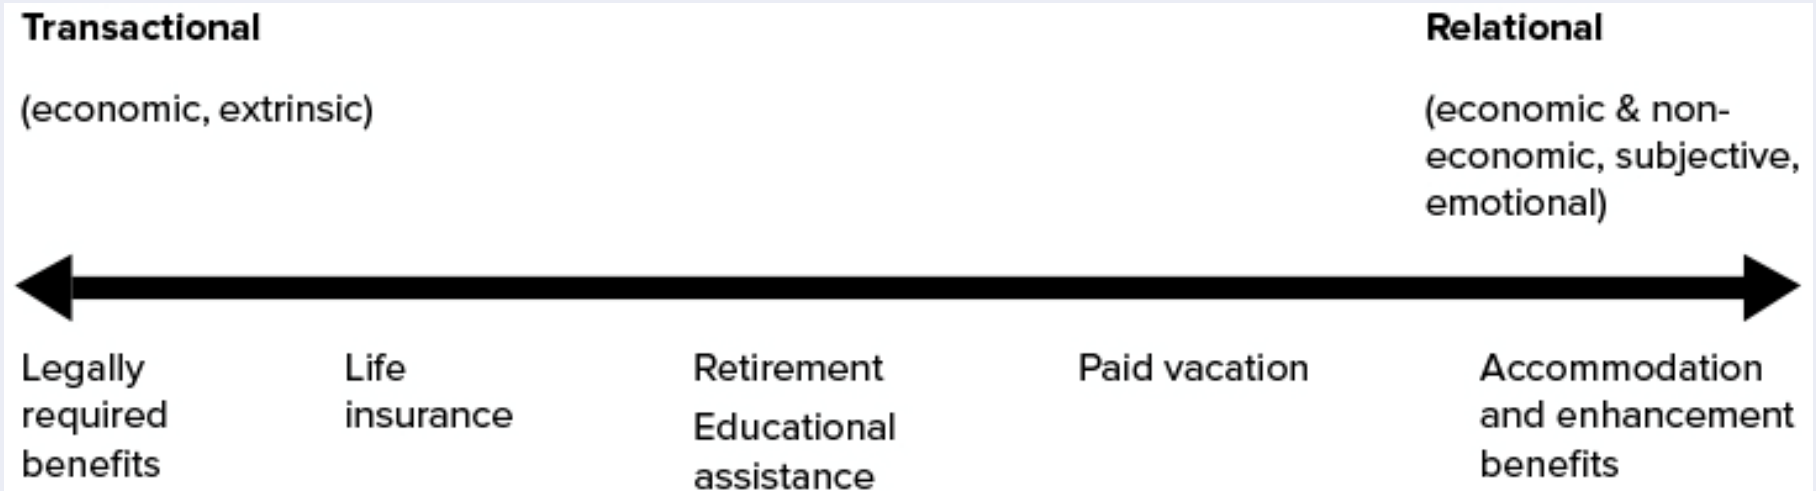 Transactional
(economic, extrinsic)
Relational
(economic & non-
economic, subjective,
emotional)
Legally
required
benefits
Life
insurance
Retirement
Educational
assistance
Paid vacation
Accommodation
and enhancement
benefits